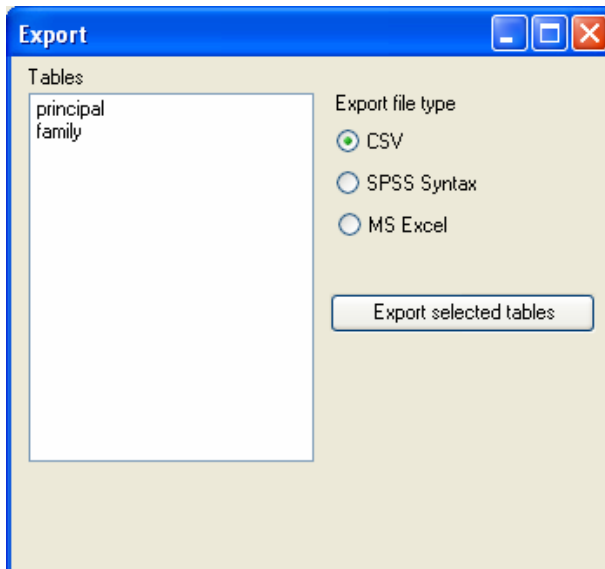 Export
Tables
principal
family
Export file type
CSV
SPSS Syntax
MS Excel
Export selected tables